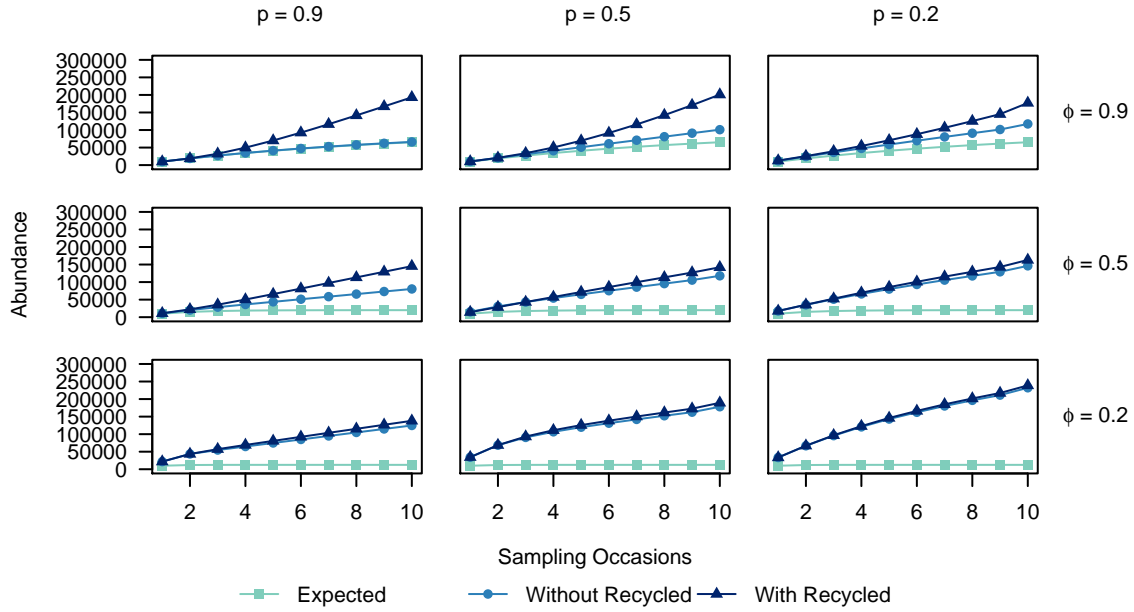 p = 0.9 p = 0.5 p = 0.2
300000
250000
200000
150000
100000
50000
0
ϕ = 0.9
300000
250000
200000
150000
100000
50000
0
ϕ = 0.5
Abundance
300000
250000
200000
150000
100000
50000
0
ϕ = 0.2
2 4 6 8 10 2 4 6 8 10 2 4 6 8 10
Sampling Occasions
Expected Without Recycled With Recycled